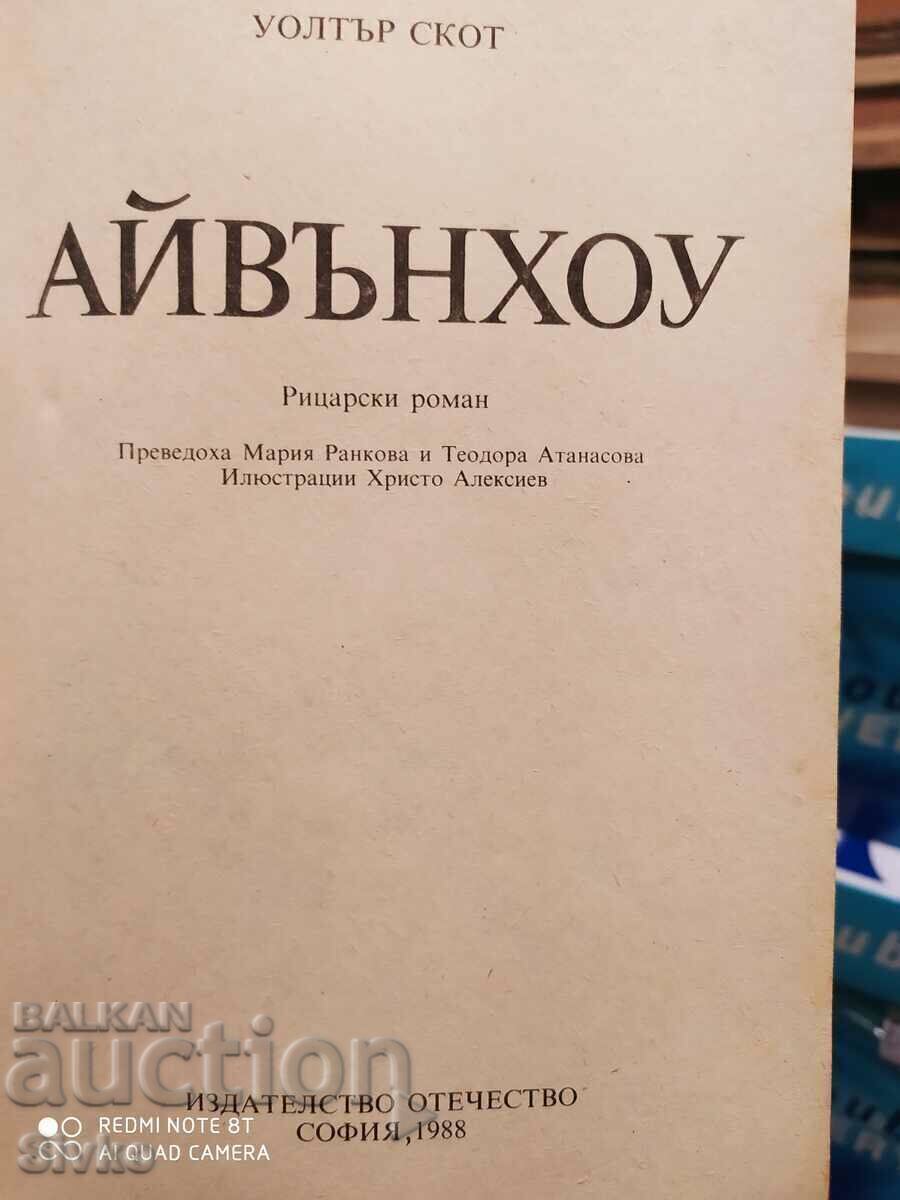 УОЛТЪР СКОТ
АЙВЪНХОУ
Рицарски роман
Преведоха Мария Ранкова и Теодора Атанасова
Илюстрации Христо Алексиев
BALKAN
auction
ИЗДАТЕЛСТВО ОТЕЧЕСТВО
СОФИЯ, 1988
REDMI NOTE 8T
AI QUAD CAMERA
Sivko